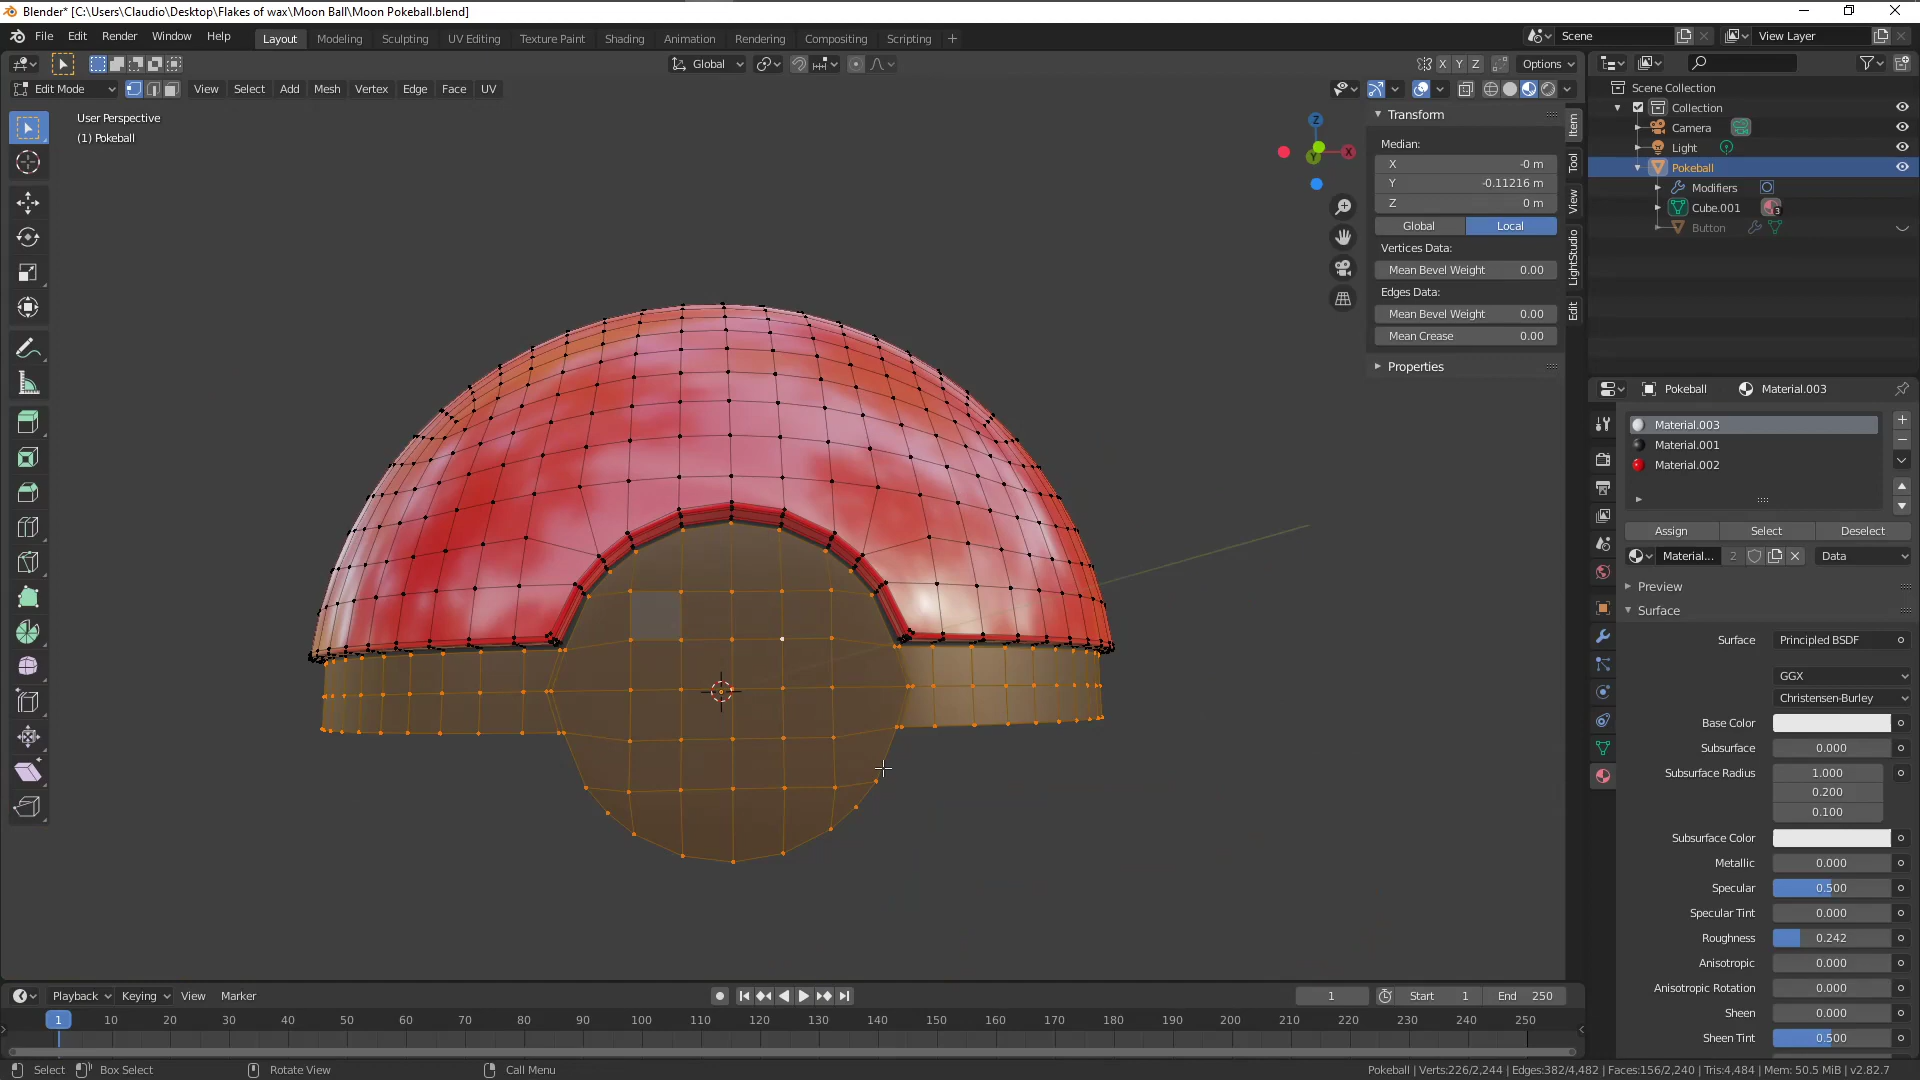 Blender* [C:\Users\Claudio\Desktop\Flakes of wax\Moon Ball\Moon Pokeball.blend]
File Edit Render Window Help Layout Modeling Sculpting UV Editing Texture Paint Shading Animation Rendering Compositing Scripting + Scene View Layer
Global X Y Z Options
Edit Mode View Select Add Mesh Vertex Edge Face UV
User Perspective
(1) Pokeball
Z
X
Y
Transform
Median:
X -0 m
Y -0.11216 m
Z 0 m
Global Local
Vertices Data:
Mean Bevel Weight 0.00
Edges Data:
Mean Bevel Weight 0.00
Mean Crease 0.00
Properties
Item
Tool
View
LightStudio
Edit
Scene Collection
Collection
Camera
Light
Pokeball
Modifiers
Cube.001 3
Button
Pokeball Material.003
Material.003
Material.001
Material.002
Assign Select Deselect
Material... 2 Data
Preview
Surface
Surface Principled BSDF
GGX
Christensen-Burley
Base Color
Subsurface 0.000
Subsurface Radius 1.000
0.200
0.100
Subsurface Color
Metallic 0.000
Specular 0.500
Specular Tint 0.000
Roughness 0.242
Anisotropic 0.000
Anisotropic Rotation 0.000
Sheen 0.000
Sheen Tint 0.500
Playback Keying View Marker 1 Start 1 End 250
1 10 20 30 40 50 60 70 80 90 100 110 120 130 140 150 160 170 180 190 200 210 220 230 240 250
Select Box Select Rotate View Call Menu Pokeball | Verts:226/2,244 | Edges:382/4,482 | Faces:156/2,240 | Tris:4,484 | Mem: 50.5 MiB | v2.82.7